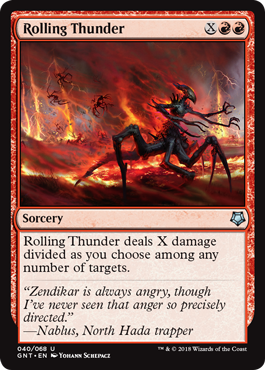 Rolling Thunder X
Sorcery
Rolling Thunder deals X damage
divided as you choose among any
number of targets.
"Zendikar is always angry, though
I've never seen that anger so precisely
directed."
—Nablus, North Hada trapper
040/068 U
GNT • EN YOHANN SCHEPACZ
™ & © 2018 Wizards of the Coast